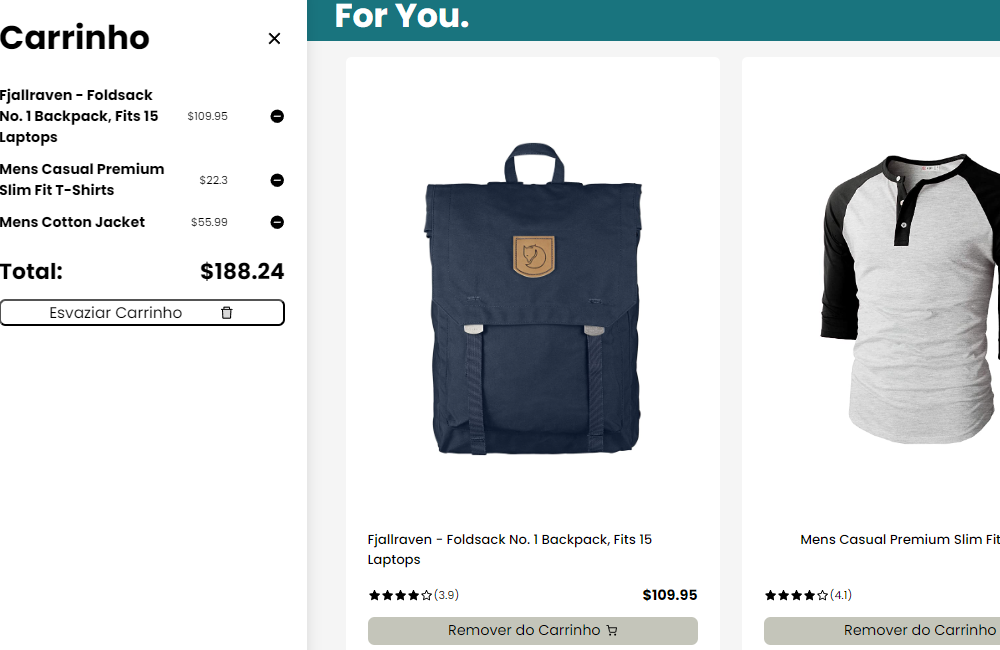 Carrinho
Fjallraven - Foldsack
No. 1 Backpack, Fits 15
Laptops
$109.95
Mens Casual Premium
Slim Fit T-Shirts
$22.3
Mens Cotton Jacket
$55.99
Total:
$188.24
Esvaziar Carrinho
For You.
Fjallraven - Foldsack No. 1 Backpack, Fits 15
Laptops
(3.9)
$109.95
Remover do Carrinho
Mens Casual Premium Slim Fit
(4.1)
Remover do Carrinho